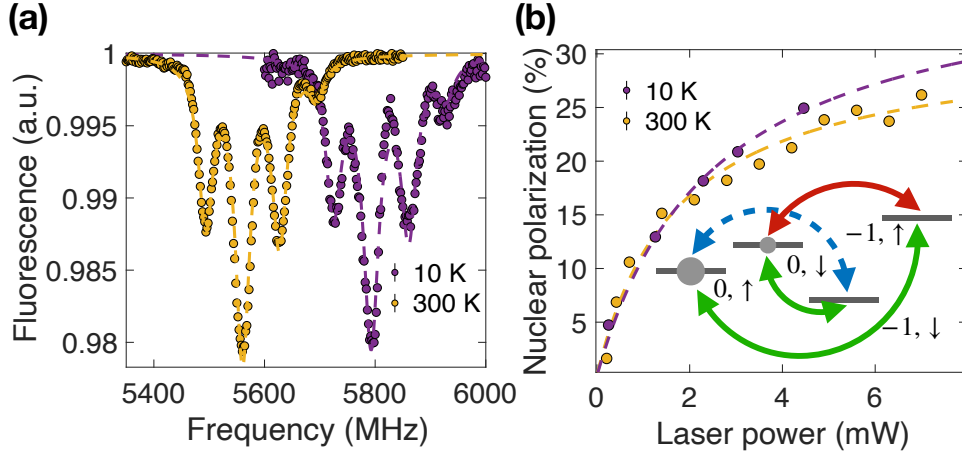 (a)
1
0.995
0.99
0.985
0.98
Fluorescence (a.u.)
10 K
300 K
5400
5600
5800
6000
Frequency (MHz)
(b)
30
25
20
15
10
5
Nuclear polarization (%)
10 K
300 K
−1, ↑
0, ↓
0, ↑
−1, ↓
0
2
4
6
Laser power (mW)